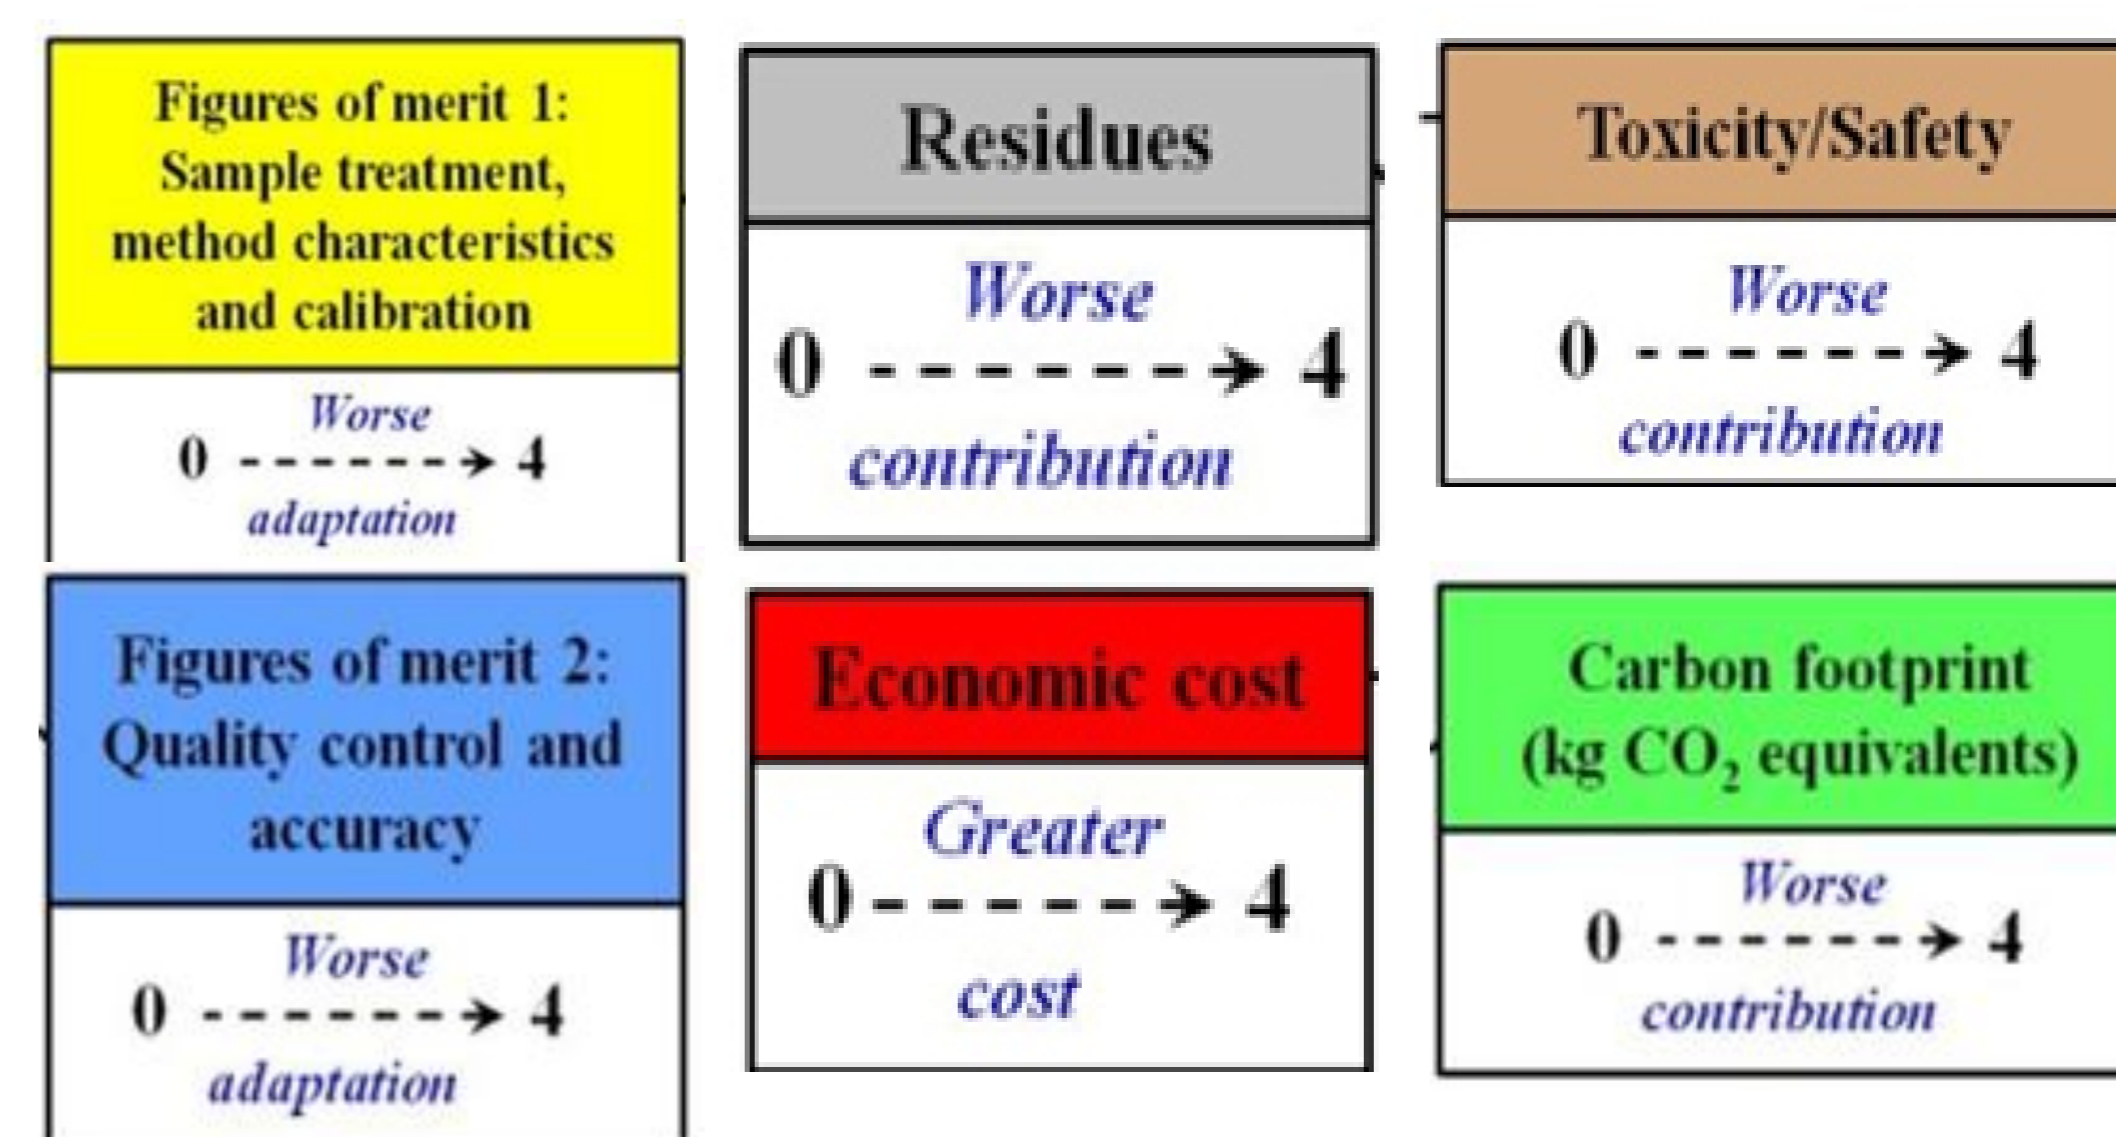 Figures of merit 1:
Sample treatment,
method characteristics
and calibration
Worse
0 4
adaptation
Residues
Worse
0 4
contribution
Toxicity/Safety
Worse
0 4
contribution
Figures of merit 2:
Quality control and
accuracy
Worse
0 4
adaptation
Economic cost
Greater
0 4
cost
Carbon footprint
(kg CO₂ equivalents)
Worse
0 4
contribution